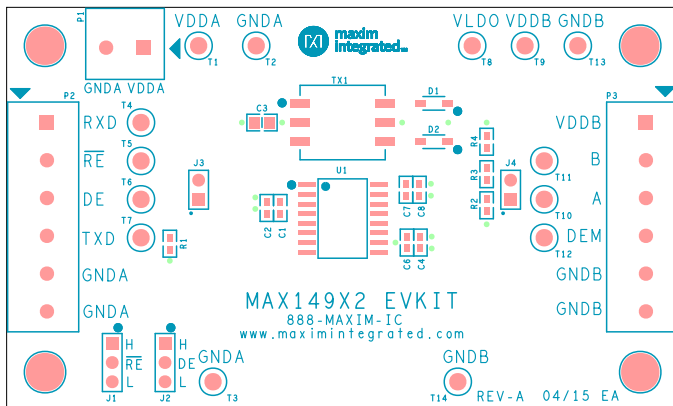 P1
VDDA
GNDA
maxim
integrated™
VLDO
VDDB
GNDB
T1
T2
T8
T9
T13
GNDA VDDA
TX1
P2
T4
C3
D1
P3
RXD
VDDB
T5
D2
R4
RE
B
T6
J3
U1
R3
J4
T11
DE
A
T7
C2
C1
C7
C8
R2
T10
TXD
R1
DEM
C6
C4
T12
GNDA
GNDB
GNDA
MAX149X2 EVKIT
GNDB
888-MAXIM-IC
www.maximintegrated.com
H
RE
L
J1
H
DE
L
J2
GNDA
T3
GNDB
T14
REV-A 04/15 EA